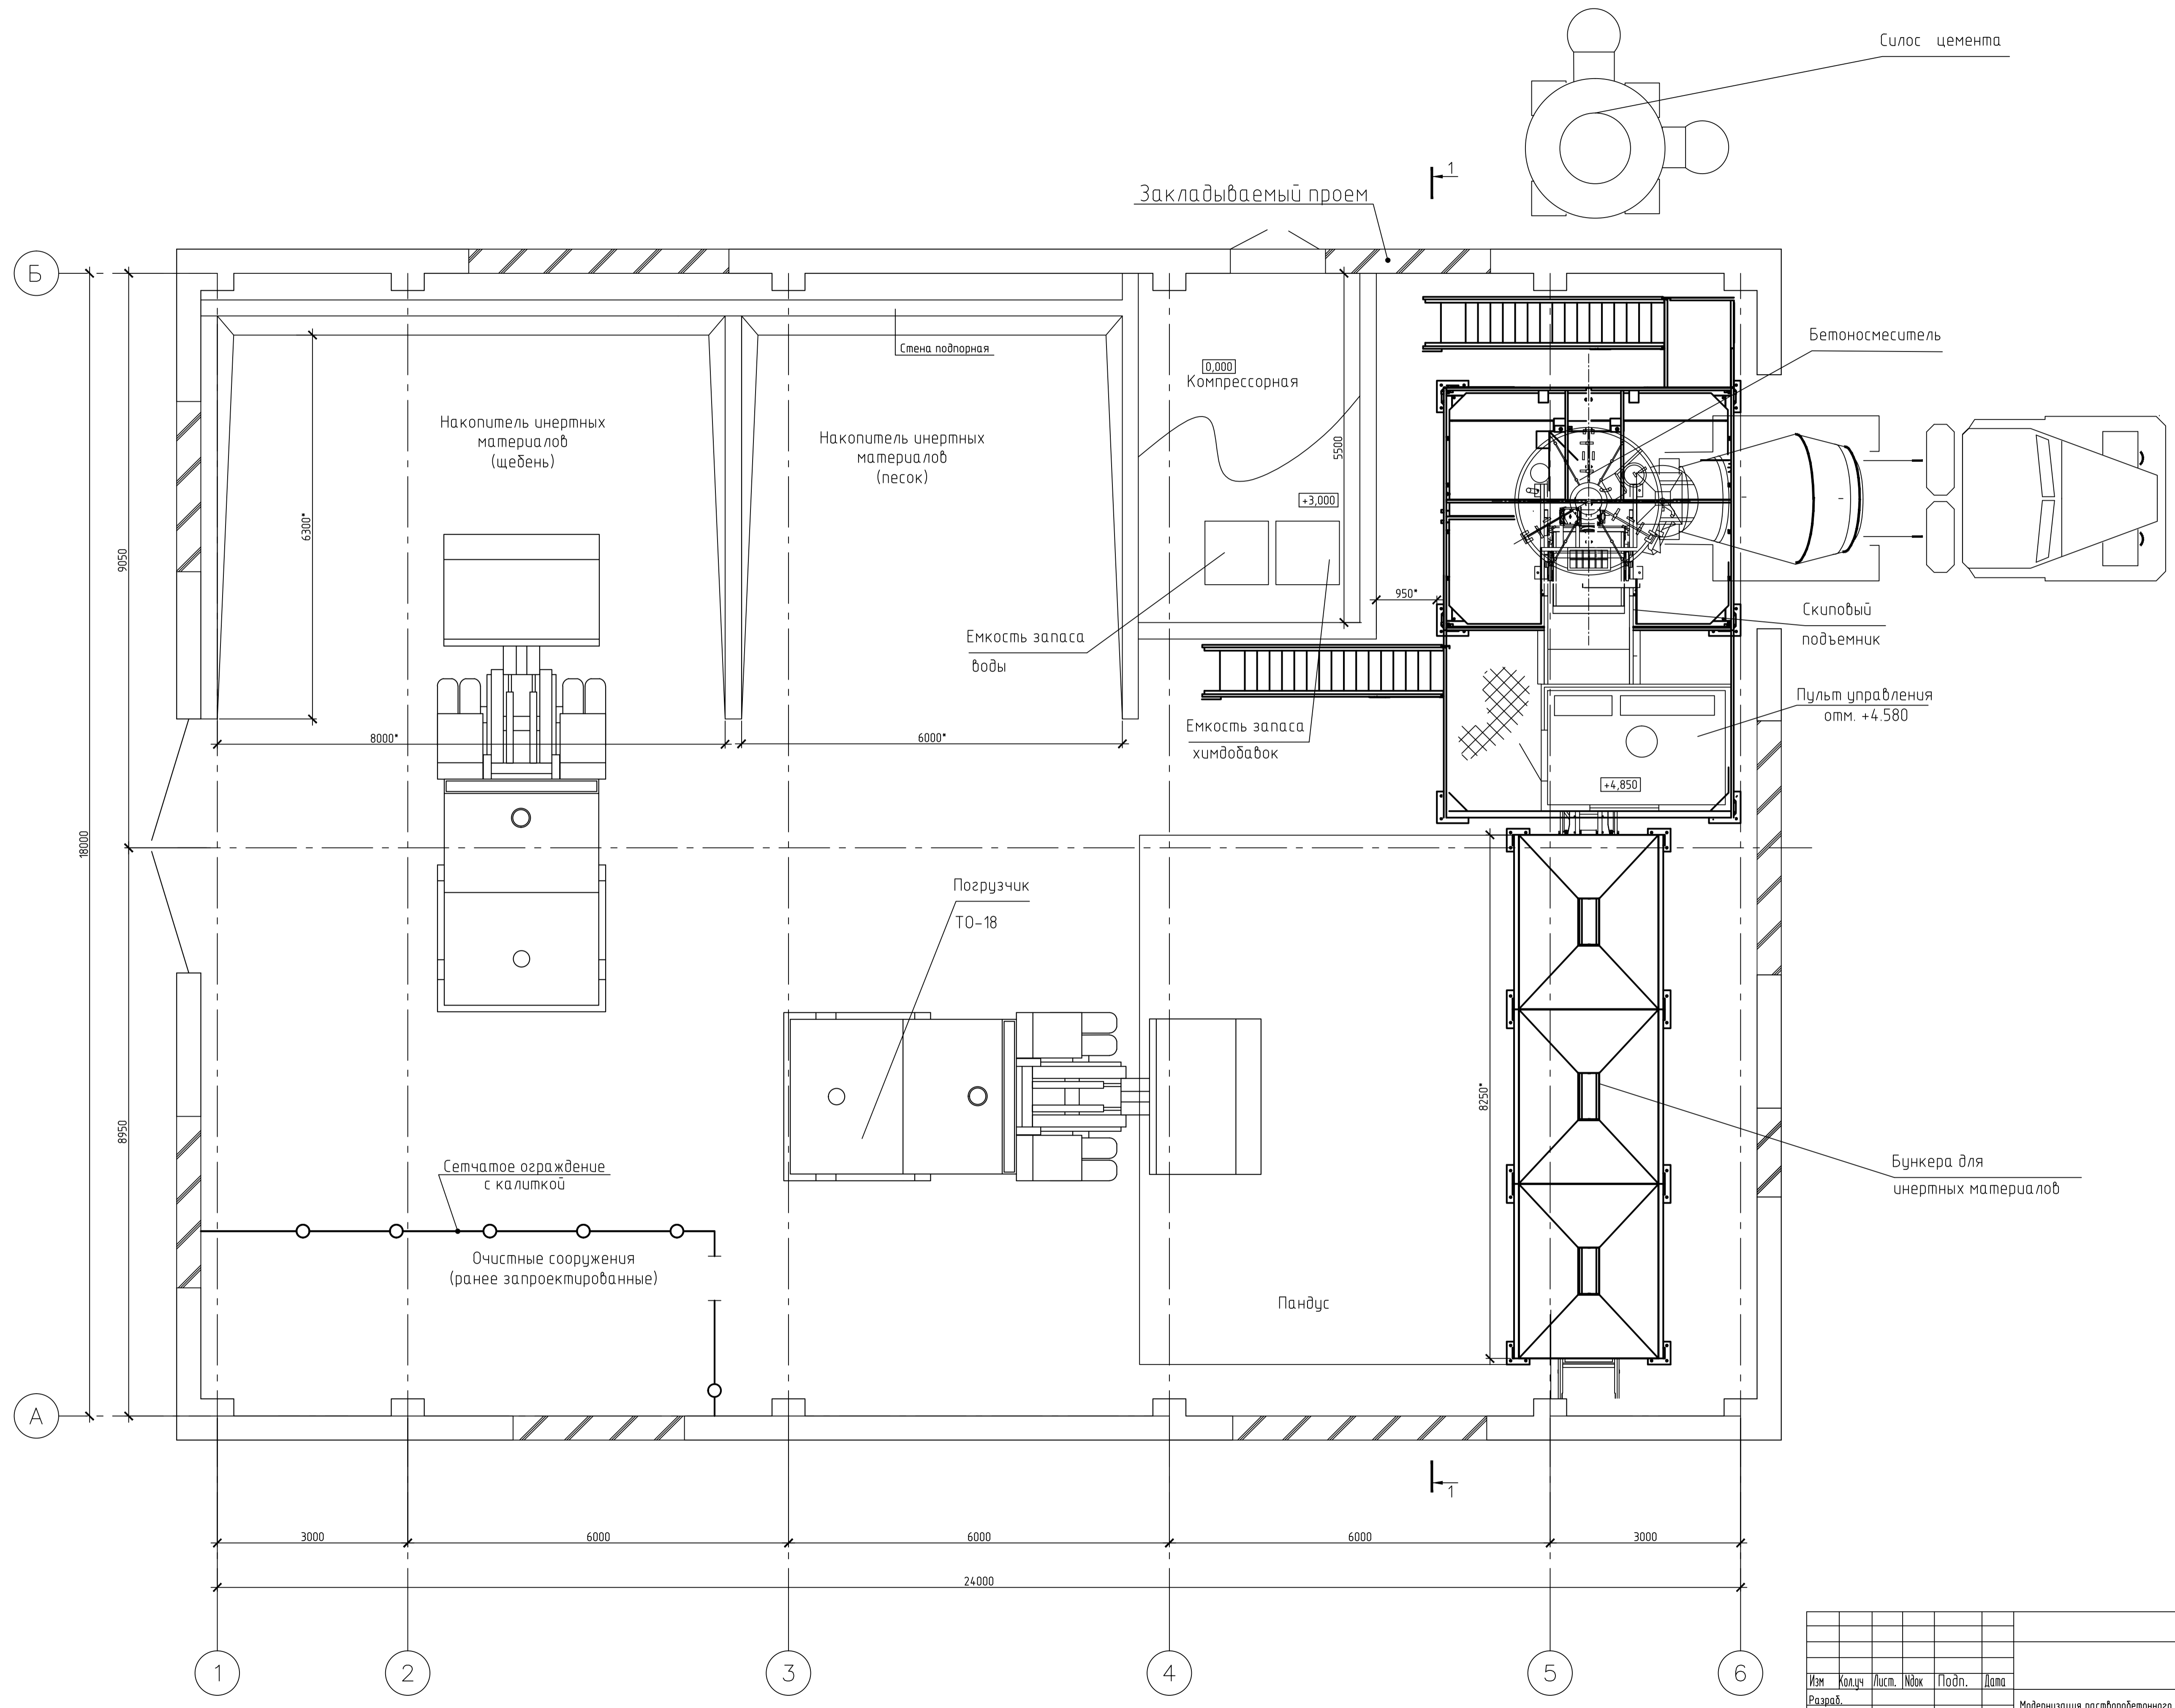 Силос цемента
1
Закладываемый проем
Б
Бетоносмеситель
Стена подпорная
0,000
Компрессорная
Накопитель инертных
материалов
(щебень)
Накопитель инертных
материалов
(песок)
5500
+3,000
6300*
9050
950*
Скиповый
подъемник
Емкость запаса
воды
Пульт управления
отм. +4.580
Емкость запаса
химдобавок
8000*
6000*
+4,850
18000
Погрузчик
ТО-18
8950
8250*
Сетчатое ограждение
с калиткой
Бункера для
инертных материалов
Очистные сооружения
(ранее запроектированные)
Пандус
А
1
3000
6000
6000
6000
3000
24000
1
2
3
4
5
6
Изм Кол.уч Лист. Nдок Подп. Дата
Разраб.
Модернизация растворобетонного